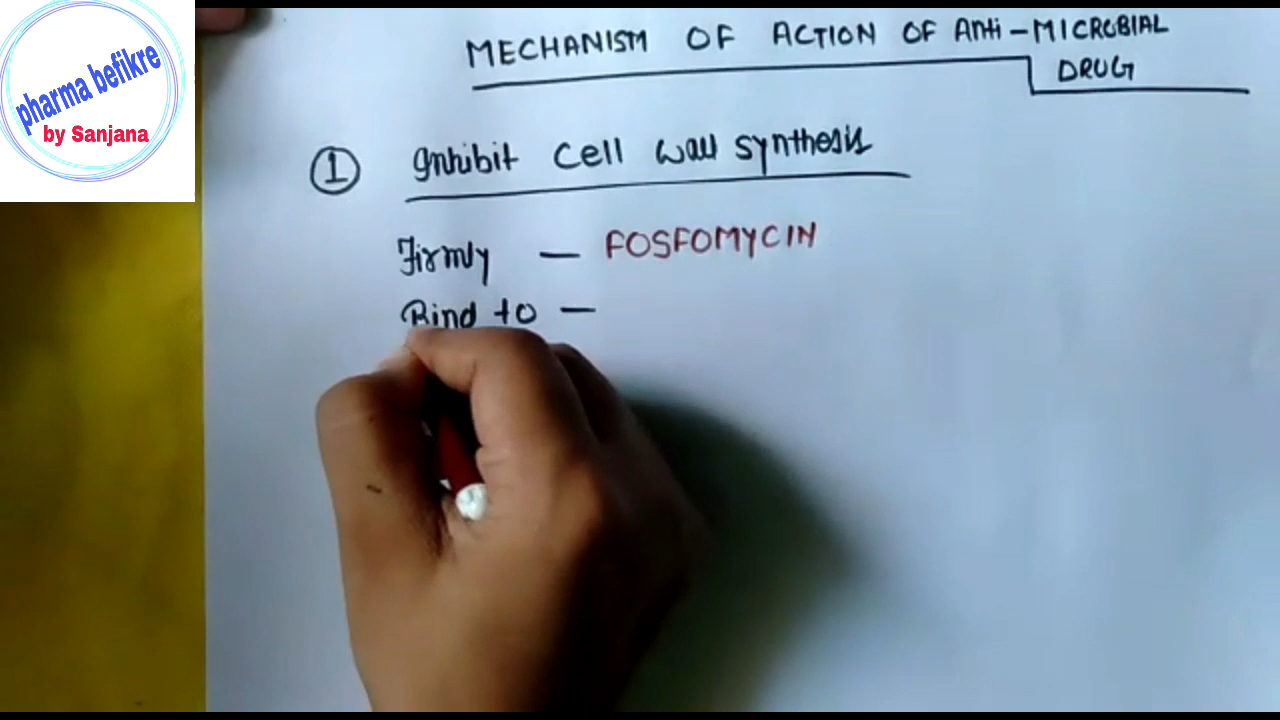 pharma befikre
by Sanjana
MECHANISM OF ACTION OF Anti-MICROBIAL
DRUG
1 Inhibit Cell Wall Synthesis
Firmly — FOSFOMYCIN
Bind to —